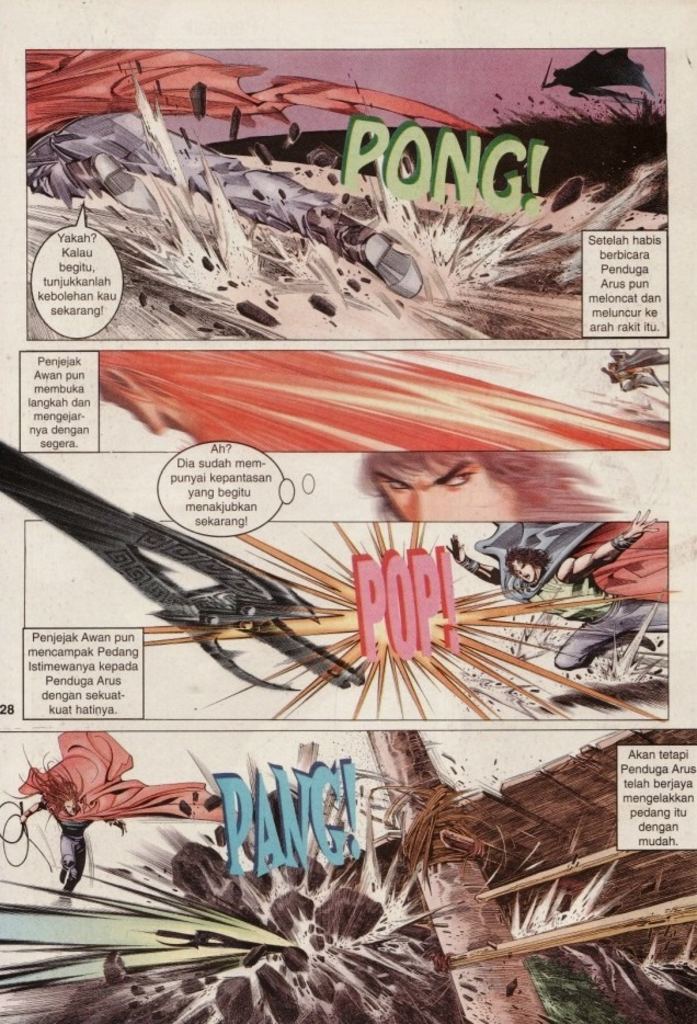 PONG!
Yakah?
Kalau
begitu,
tunjukkanlah
kebolehan kau
sekarang!
Setelah habis
berbicara
Penduga
Arus pun
meloncat dan
meluncur ke
arah rakit itu.
Penjejak
Awan pun
membuka
langkah dan
mengejar-
nya dengan
segera.
Ah?
Dia sudah mem-
punyai kepantasan
yang begitu
menakjubkan
sekarang!
POP!
Penjejak Awan pun
mencampak Pedang
Istimewanya kepada
Penduga Arus
dengan sekuat-
kuat hatinya.
28
PANG!
Akan tetapi
Penduga Arus
telah berjaya
mengelakkan
pedang itu
dengan
mudah.